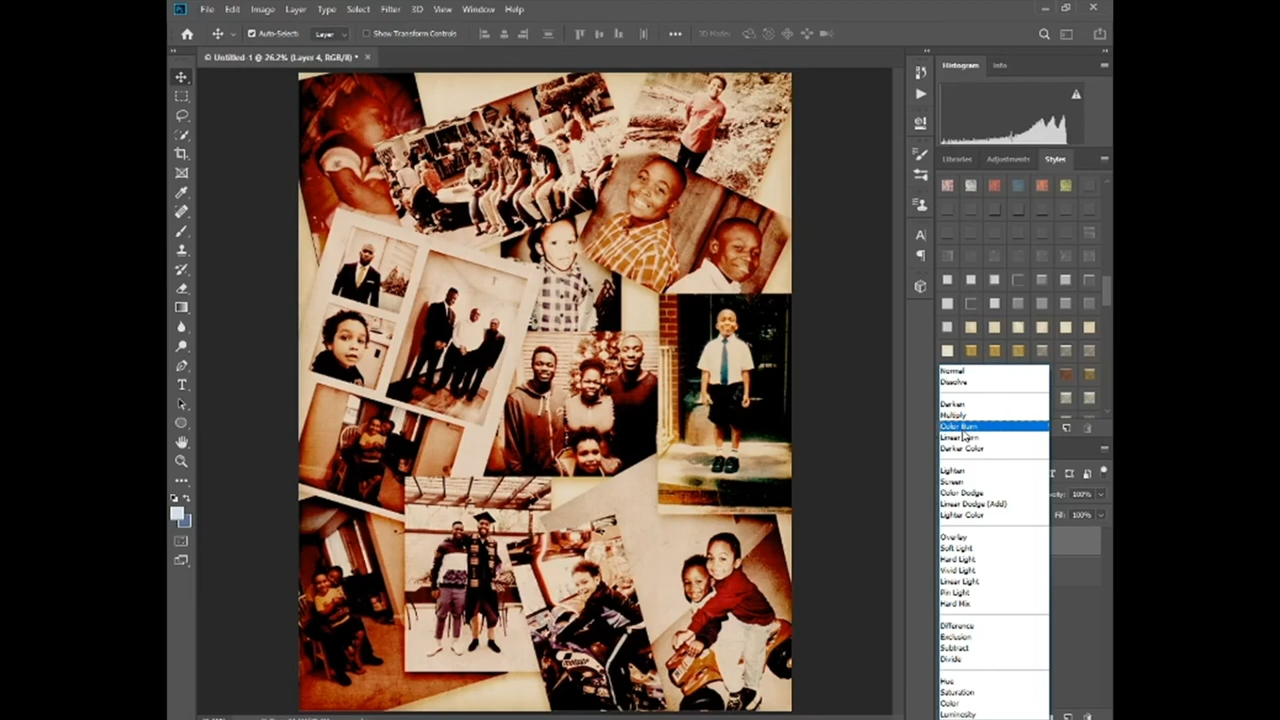 Ps File Edit Image Layer Type Select Filter 3D View Window Help
Auto-Select: Layer Show Transform Controls 3D Mode:
© Untitled-1 @ 26.2% (Layer 4, RGB/8) *
Histogram Info
Libraries Adjustments Styles
A
T
Normal
Dissolve
Darken
Multiply
Color Burn
Linear Burn
Darker Color
Lighten
Screen
Color Dodge
Linear Dodge (Add)
Lighter Color
Overlay
Soft Light
Hard Light
Vivid Light
Linear Light
Pin Light
Hard Mix
Difference
Exclusion
Subtract
Divide
Hue
Saturation
Color
Luminosity
100%
Fill: 100%